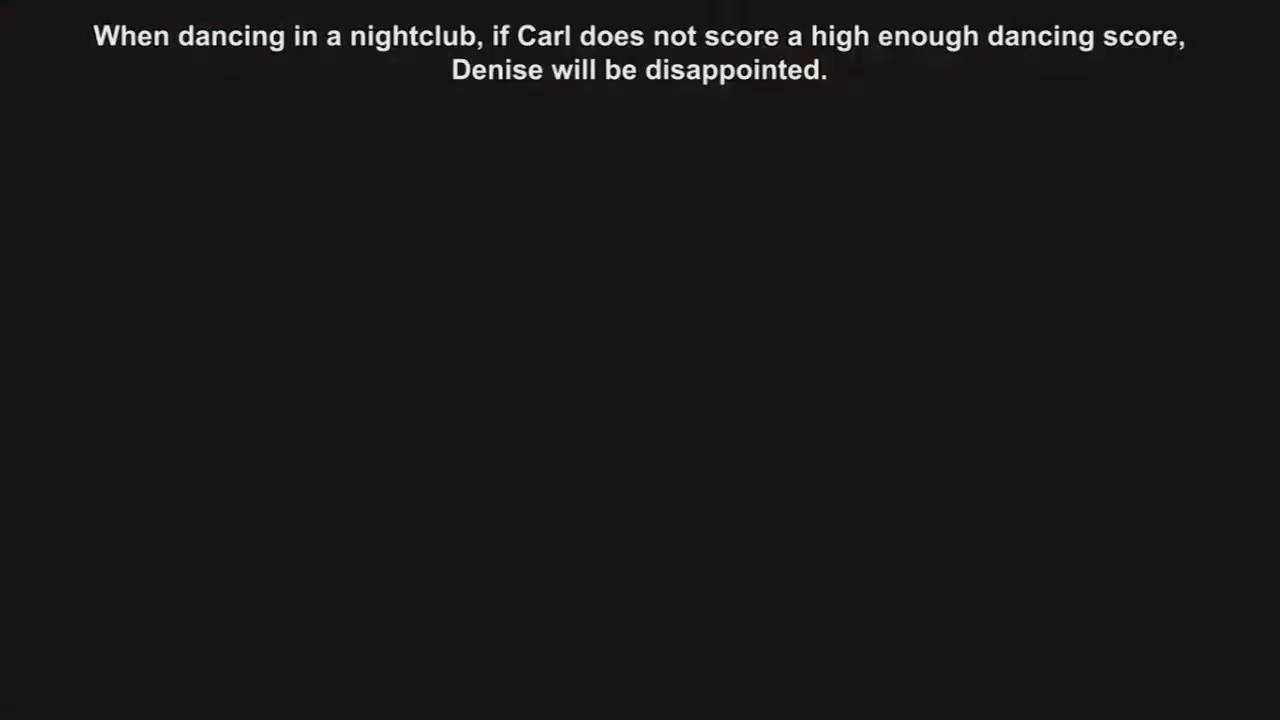 When dancing in a nightclub, if Carl does not score a high enough dancing score,
Denise will be disappointed.